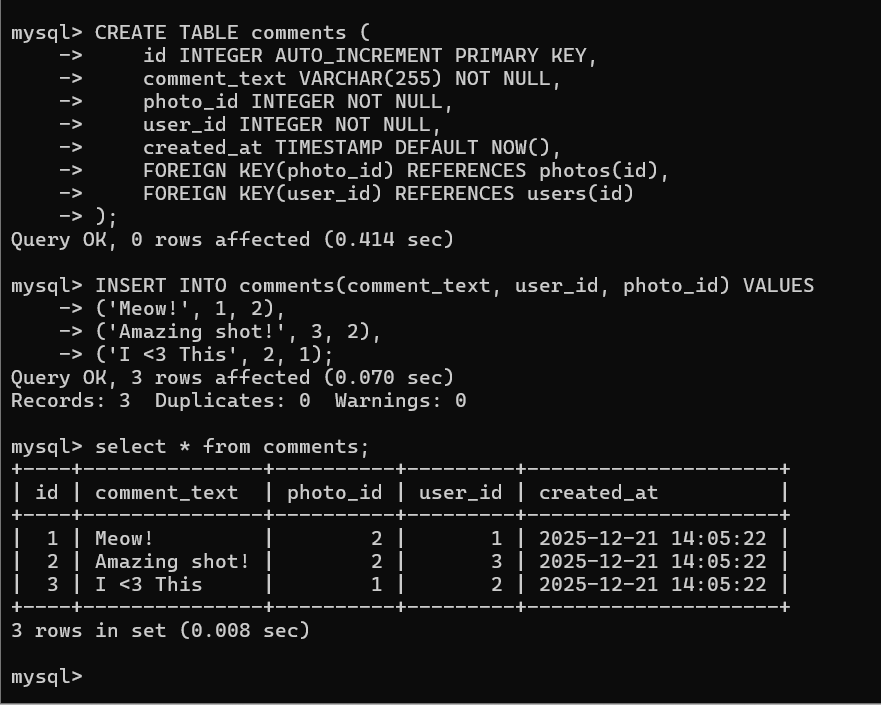 mysql> CREATE TABLE comments (
    ->     id INTEGER AUTO_INCREMENT PRIMARY KEY,
    ->     comment_text VARCHAR(255) NOT NULL,
    ->     photo_id INTEGER NOT NULL,
    ->     user_id INTEGER NOT NULL,
    ->     created_at TIMESTAMP DEFAULT NOW(),
    ->     FOREIGN KEY(photo_id) REFERENCES photos(id),
    ->     FOREIGN KEY(user_id) REFERENCES users(id)
    -> );
Query OK, 0 rows affected (0.414 sec)

mysql> INSERT INTO comments(comment_text, user_id, photo_id) VALUES
    -> ('Meow!', 1, 2),
    -> ('Amazing shot!', 3, 2),
    -> ('I <3 This', 2, 1);
Query OK, 3 rows affected (0.070 sec)
Records: 3  Duplicates: 0  Warnings: 0

mysql> select * from comments;
+----+---------------+----------+---------+---------------------+
| id | comment_text  | photo_id | user_id | created_at          |
+----+---------------+----------+---------+---------------------+
|  1 | Meow!         |        2 |       1 | 2025-12-21 14:05:22 |
|  2 | Amazing shot! |        2 |       3 | 2025-12-21 14:05:22 |
|  3 | I <3 This     |        1 |       2 | 2025-12-21 14:05:22 |
+----+---------------+----------+---------+---------------------+
3 rows in set (0.008 sec)

mysql>